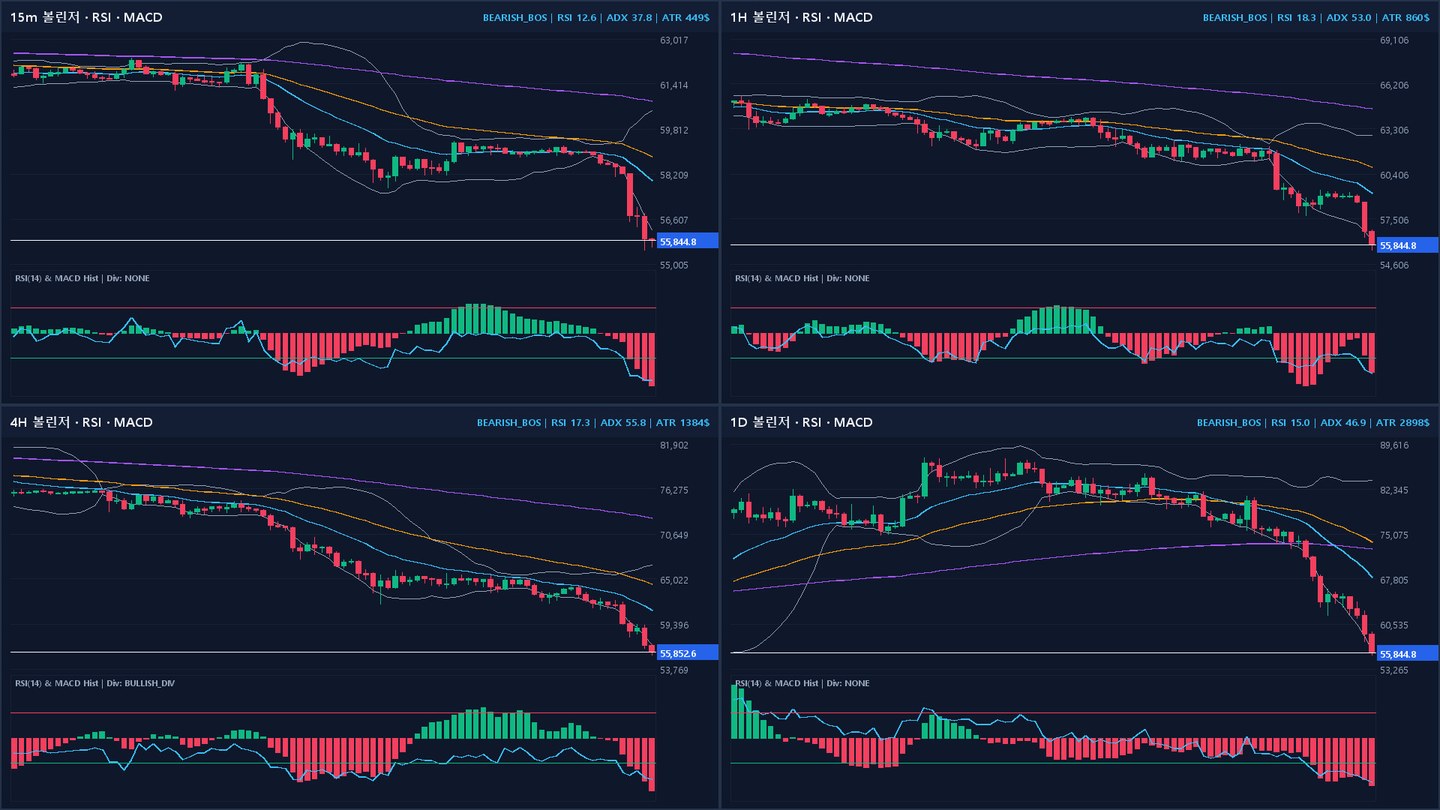 15m 볼린저 · RSI · MACD
BEARISH_BOS | RSI 12.6 | ADX 37.8 | ATR 449$
63,017
61,414
59,812
58,209
56,607
55,844.8
55,005
RSI(14) & MACD Hist | Div: NONE
1H 볼린저 · RSI · MACD
BEARISH_BOS | RSI 18.3 | ADX 53.0 | ATR 860$
69,106
66,206
63,306
60,406
57,506
55,844.8
54,606
RSI(14) & MACD Hist | Div: NONE
4H 볼린저 · RSI · MACD
BEARISH_BOS | RSI 17.3 | ADX 55.8 | ATR 1384$
81,902
76,275
70,649
65,022
59,396
55,852.6
53,769
RSI(14) & MACD Hist | Div: BULLISH_DIV
1D 볼린저 · RSI · MACD
BEARISH_BOS | RSI 15.0 | ADX 46.9 | ATR 2898$
89,616
82,345
75,075
67,805
60,535
55,844.8
53,265
RSI(14) & MACD Hist | Div: NONE